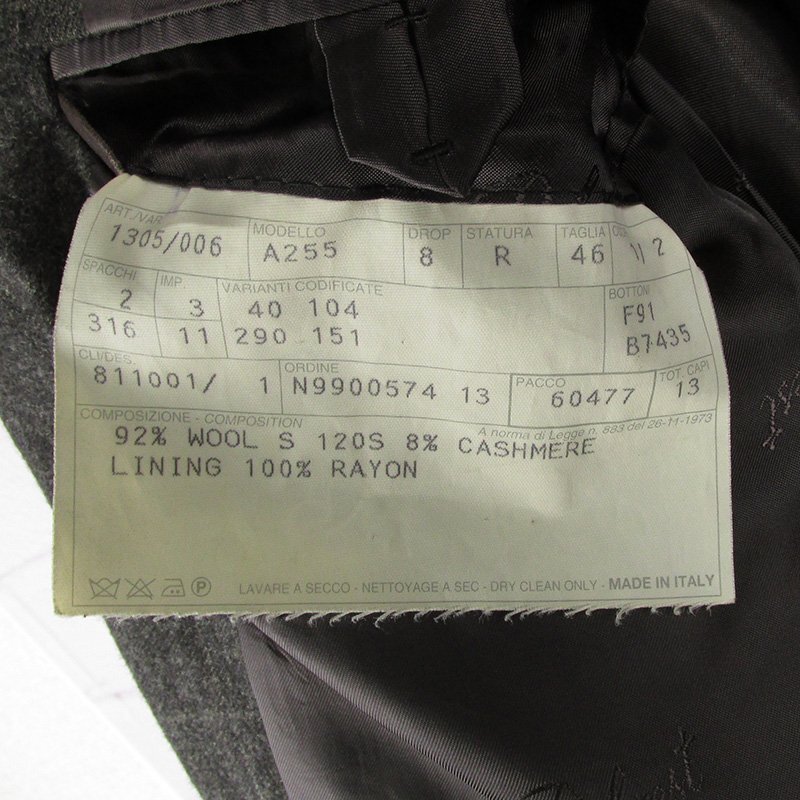 ART./VAR. MODELLO DROP STATURA TAGLIA
1305/006 A255 8 R 46
SPACCHI IMP. VARIANTI CODIFICATE BOTTONI
2 3 40 104 F91
316 11 290 151 B7435
CLI/DES. ORDINE PACCO TOT. CAPI
811001/ 1 N9900574 13 60477 13
COMPOSIZIONE - COMPOSITION A norma di Legge n. 883 del 26-11-1973
92% WOOL S 120S 8% CASHMERE
LINING 100% RAYON
P LAVARE A SECCO - NETTOYAGE A SEC - DRY CLEAN ONLY - MADE IN ITALY